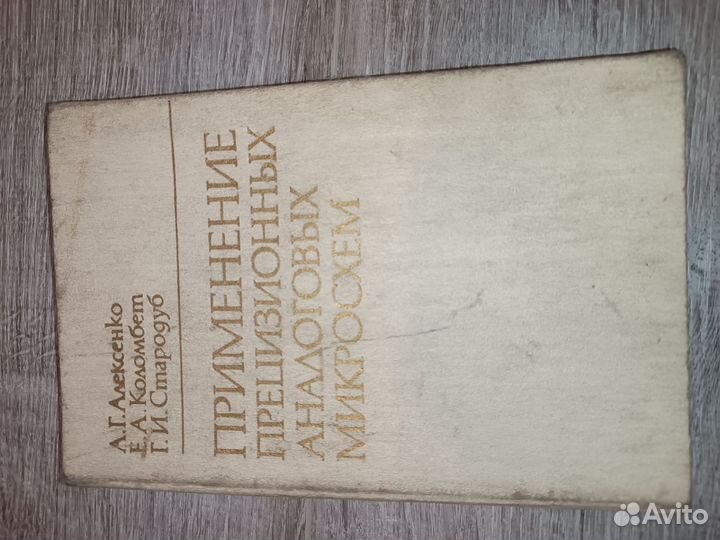 А.Г.Алексенко
Е.А.Коломбет
Г.И.Стародуб
ПРИМЕНЕНИЕ
ПРЕЦИЗИОННЫХ
АНАЛОГОВЫХ
МИКРОСХЕМ
Avito